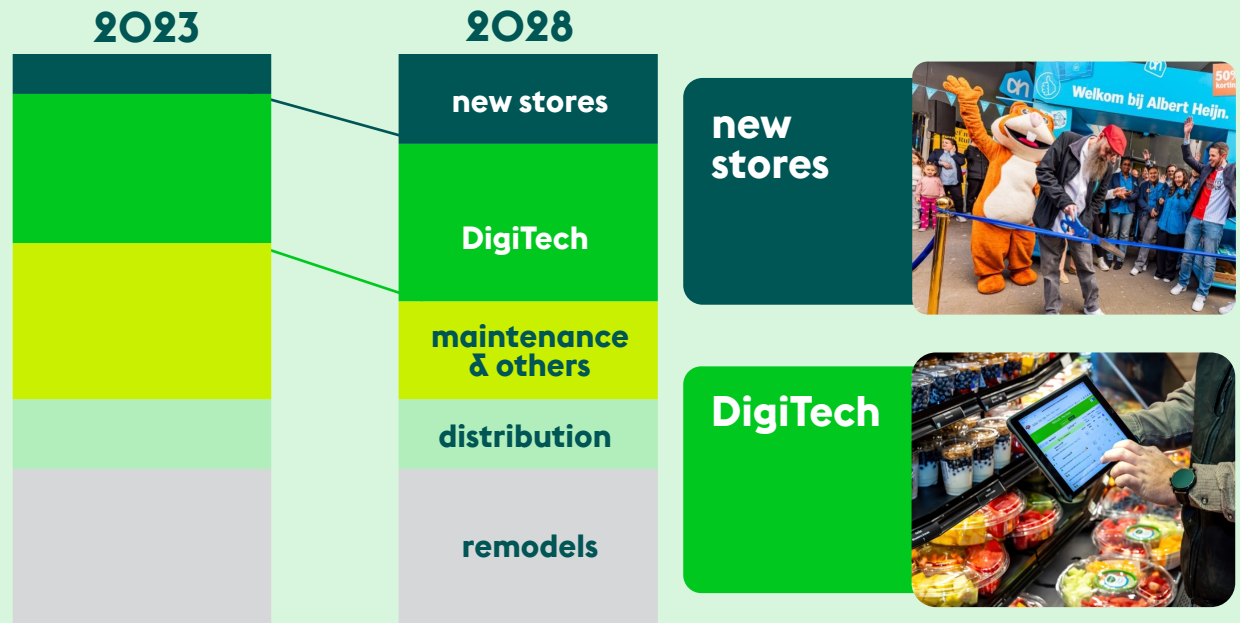 2023
2028
new stores
DigiTech
maintenance
& others
distribution
remodels
new
stores
Welkom bij Albert Heijn.
50%
DigiTech